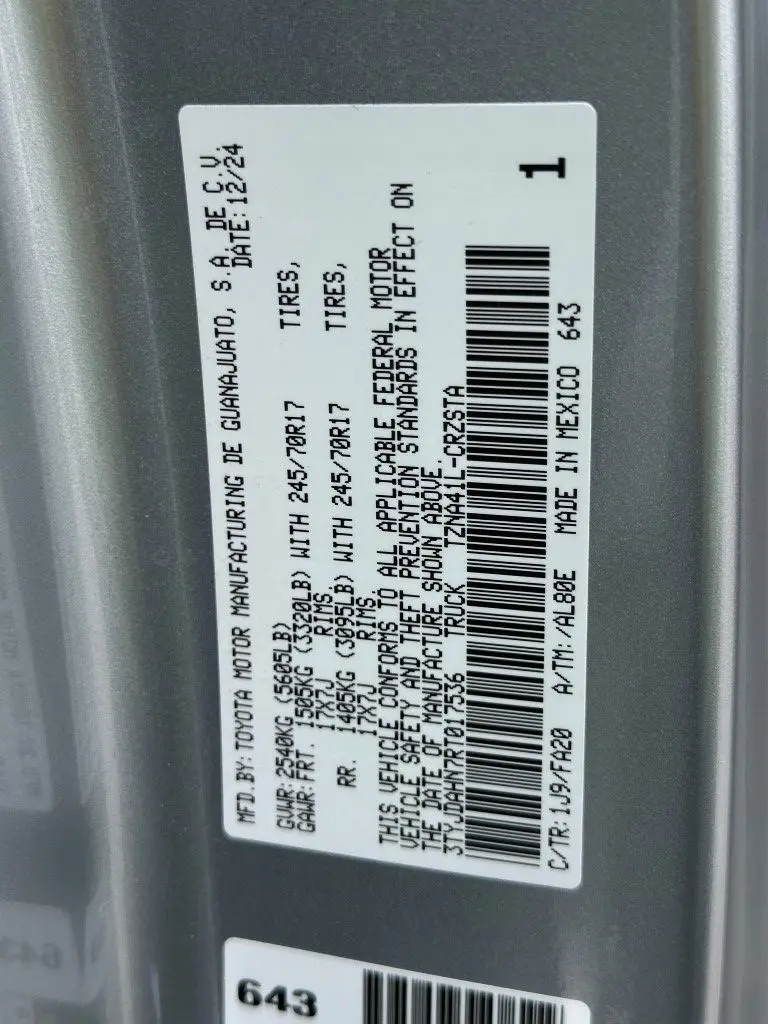 MFD.BY:TOYOTA MOTOR MANUFACTURING DE GUANAJUATO, S.A. DE C.V.
DATE:12/24
GVWR:2540KG (5605LB)
GAWR:FRT. 1505KG (3320LB) WITH 245/70R17 TIRES,
17X7J RIMS.
RR. 1405KG (3095LB) WITH 245/70R17 TIRES,
17X7J RIMS.
THIS VEHICLE CONFORMS TO ALL APPLICABLE FEDERAL MOTOR
VEHICLE SAFETY AND THEFT PREVENTION STANDARDS IN EFFECT ON
THE DATE OF MANUFACTURE SHOWN ABOVE.
3TYJDAHN7RT017536 TRUCK TZNA41L-CRZSTA
1
C/TR:1J9/FA20 A/TM:/AL80E MADE IN MEXICO 643
643